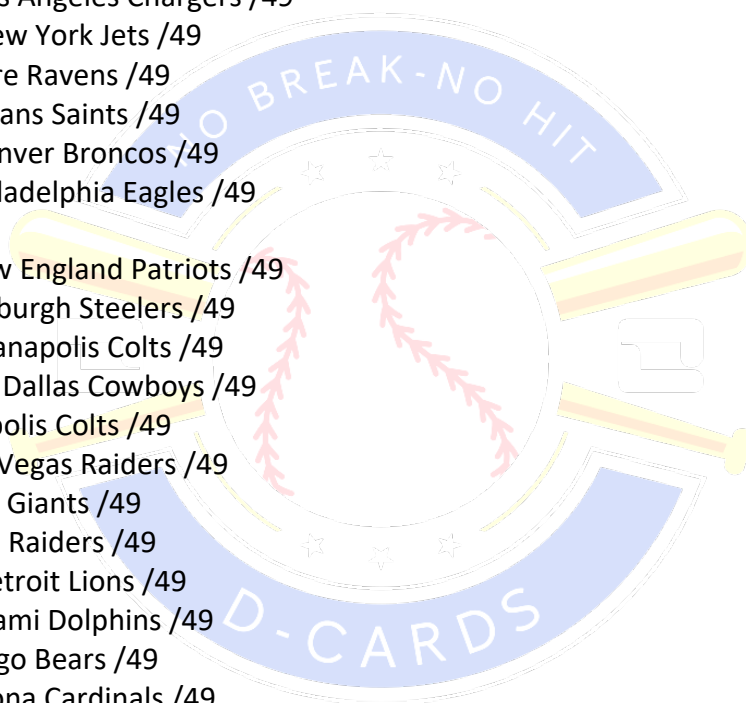 s Angeles Chargers /49
ew York Jets /49
re Ravens /49
ans Saints /49
nver Broncos /49
ladelphia Eagles /49
w England Patriots /49
burgh Steelers /49
anapolis Colts /49
Dallas Cowboys /49
polis Colts /49
Vegas Raiders /49
Giants /49
Raiders /49
etroit Lions /49
ami Dolphins /49
go Bears /49
ona Cardinals /49
NO BREAK-NO HIT
D-CARDS